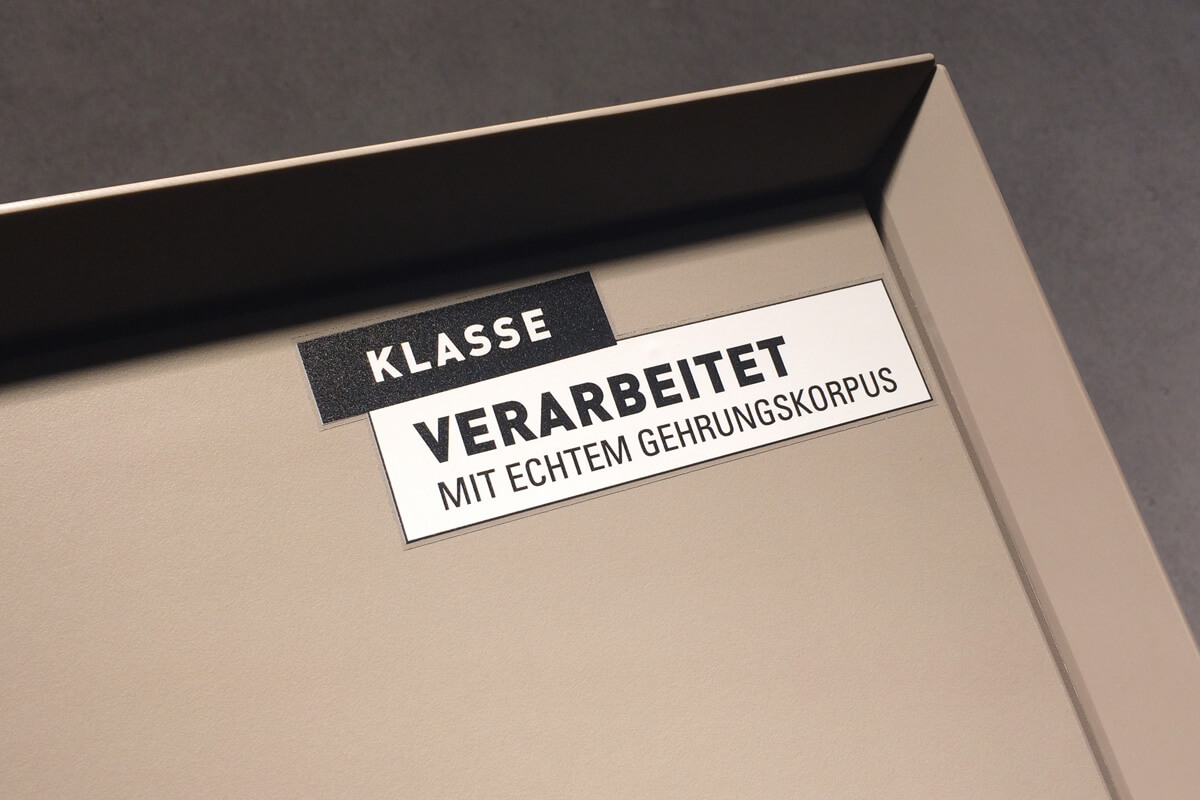 KLASSE
VERARBEITET
MIT ECHTEM GEHRUNGSKORPUS